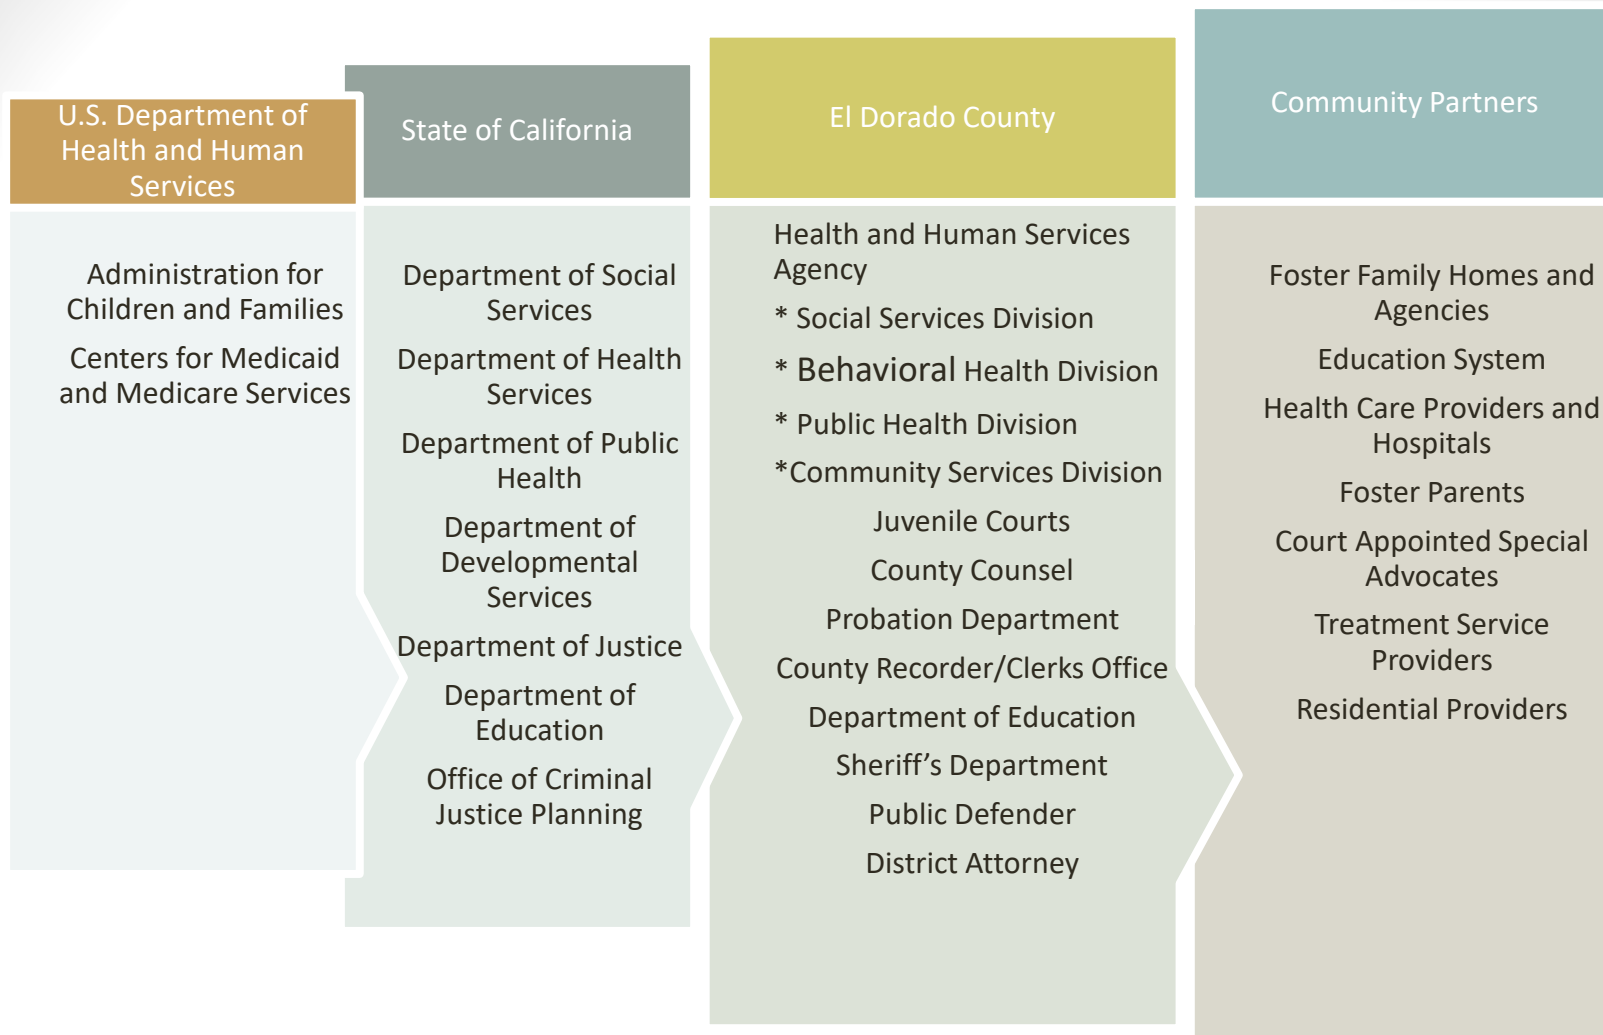 U.S. Department of
Health and Human
Services
Administration for
Children and Families
Centers for Medicaid
and Medicare Services
State of California
Department of Social
Services
Department of Health
Services
Department of Public
Health
Department of
Developmental
Services
Department of Justice
Department of
Education
Office of Criminal
Justice Planning
El Dorado County
Health and Human Services
Agency
* Social Services Division
* Behavioral Health Division
* Public Health Division
*Community Services Division
Juvenile Courts
County Counsel
Probation Department
County Recorder/Clerks Office
Department of Education
Sheriff’s Department
Public Defender
District Attorney
Community Partners
Foster Family Homes and
Agencies
Education System
Health Care Providers and
Hospitals
Foster Parents
Court Appointed Special
Advocates
Treatment Service
Providers
Residential Providers